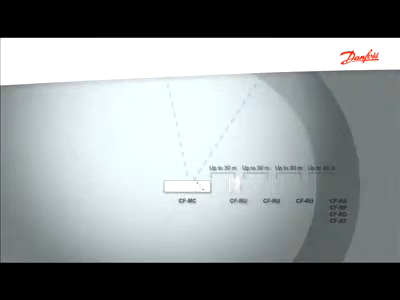 Danfoss
Up to 30 m Up to 30 m Up to 30 m Up to 30 m
CF-MC CF-RU CF-RU CF-RU CF-RA
CF-RP
CF-RD
CF-RF